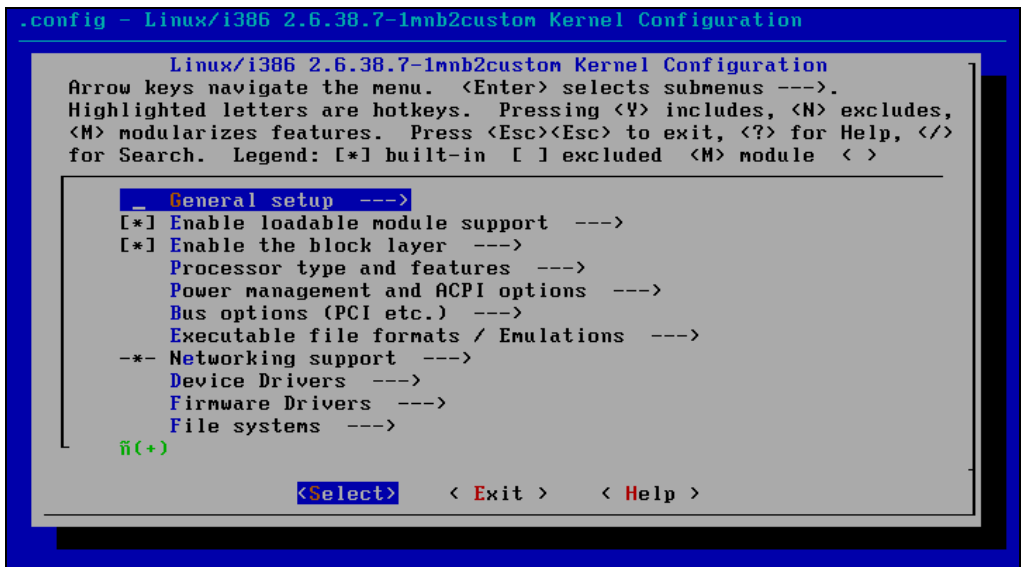 .config - Linux/i386 2.6.38.7-1mnb2custom Kernel Configuration
Linux/i386 2.6.38.7-1mnb2custom Kernel Configuration
Arrow keys navigate the menu.  <Enter> selects submenus --->.
Highlighted letters are hotkeys.  Pressing <Y> includes, <N> excludes,
<M> modularizes features.  Press <Esc><Esc> to exit, <?> for Help, </>
for Search.  Legend: [*] built-in  [ ] excluded  <M> module  < >
_  General setup  --->
[*] Enable loadable module support  --->
[*] Enable the block layer  --->
Processor type and features  --->
Power management and ACPI options  --->
Bus options (PCI etc.)  --->
Executable file formats / Emulations  --->
-*- Networking support  --->
Device Drivers  --->
Firmware Drivers  --->
File systems  --->
ñ(+)
<Select>    < Exit >    < Help >